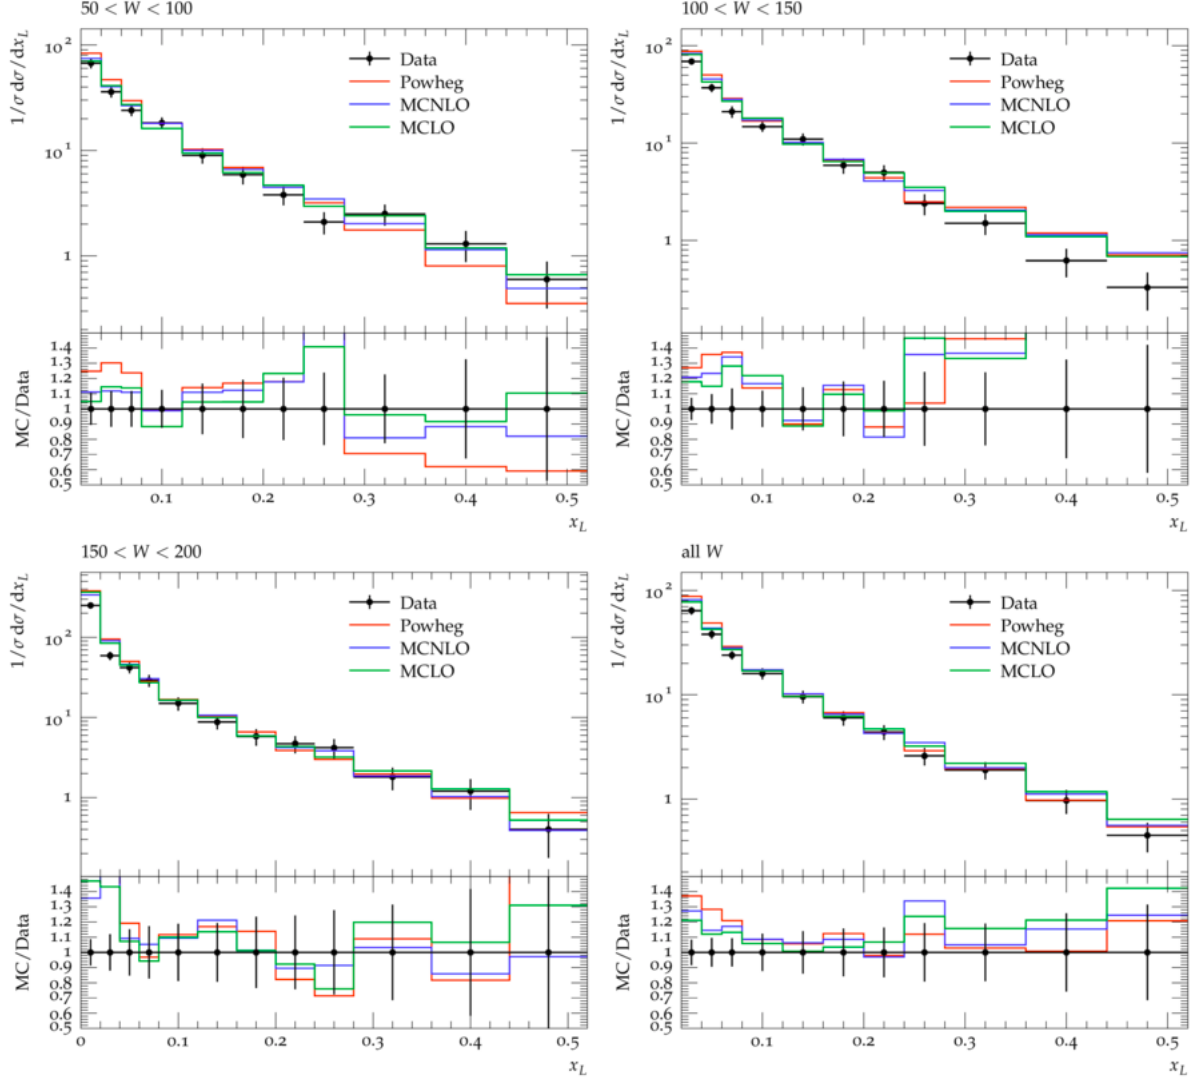 50 < W < 100
1/σ dσ/dx_L
10²
10¹
1
Data
Powheg
MCNLO
MCLO
MC/Data
1.4
1.3
1.2
1.1
1
0.9
0.8
0.7
0.6
0.5
0.1
0.2
0.3
0.4
0.5
x_L
100 < W < 150
1/σ dσ/dx_L
10²
10¹
1
Data
Powheg
MCNLO
MCLO
MC/Data
1.4
1.3
1.2
1.1
1
0.9
0.8
0.7
0.6
0.5
0.1
0.2
0.3
0.4
0.5
x_L
150 < W < 200
1/σ dσ/dx_L
10²
10¹
1
Data
Powheg
MCNLO
MCLO
MC/Data
1.4
1.3
1.2
1.1
1
0.9
0.8
0.7
0.6
0.5
0
0.1
0.2
0.3
0.4
0.5
x_L
all W
1/σ dσ/dx_L
10²
10¹
1
Data
Powheg
MCNLO
MCLO
MC/Data
1.4
1.3
1.2
1.1
1
0.9
0.8
0.7
0.6
0.5
0.1
0.2
0.3
0.4
0.5
x_L